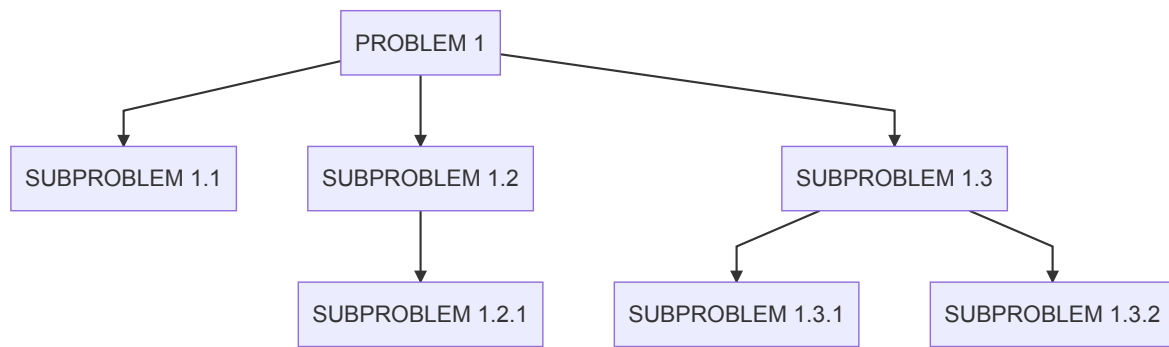 PROBLEM 1
SUBPROBLEM 1.1
SUBPROBLEM 1.2
SUBPROBLEM 1.3
SUBPROBLEM 1.2.1
SUBPROBLEM 1.3.1
SUBPROBLEM 1.3.2